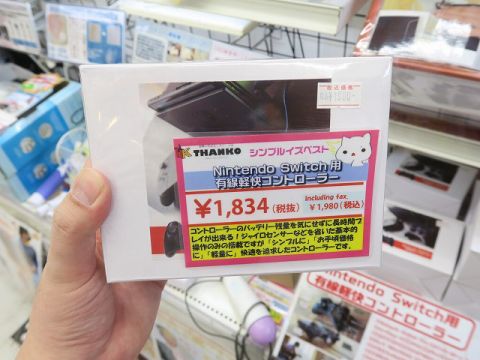 税込価格
THANKO シンプルイズベスト
Nintendo Switch用
有線軽快コントローラー
¥1,834(税抜)
including tax
¥1,980(税込)
コントローラーのバッテリー残量を気にせずに長時間プ
レイが出来る!ジャイロセンサーなどを省いた基本的
操作のみの搭載ですが「シンプルに」「お手頃価格
に」「軽量に」快適を追求したコントローラーです。
Nintendo Switch用
有線軽快コントローラー